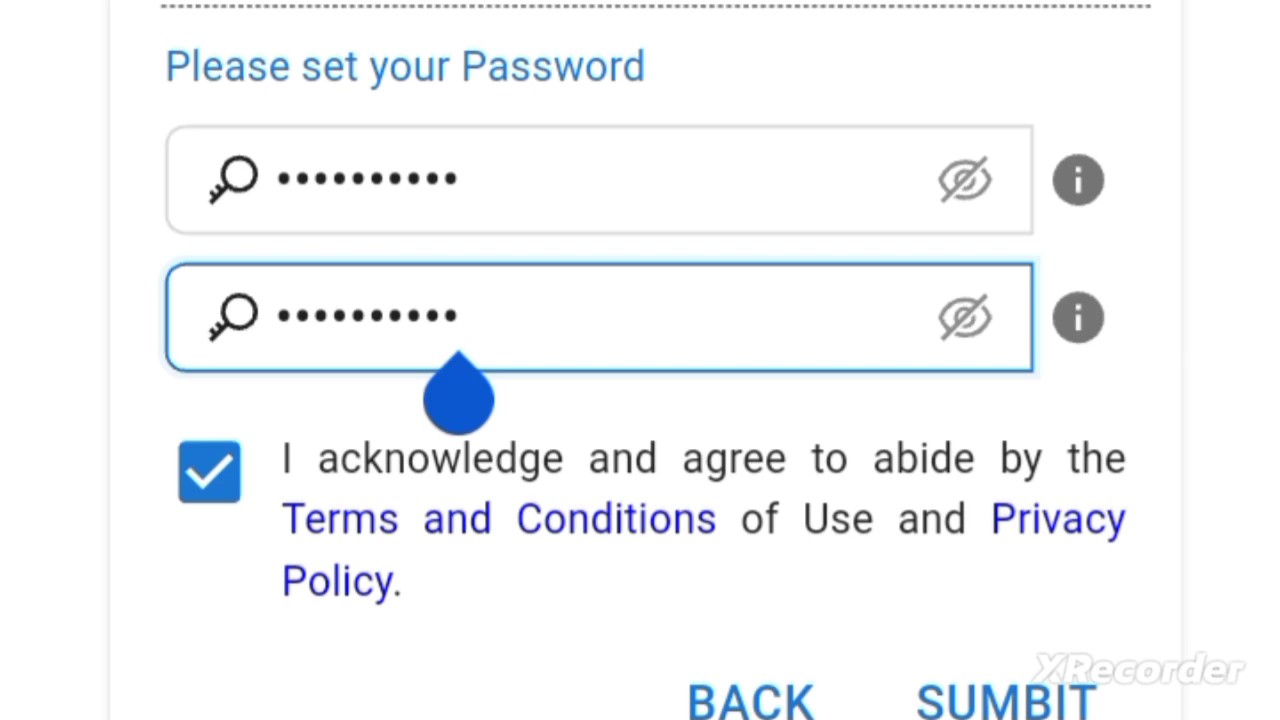 Please set your Password
••••••••••
••••••••••
I acknowledge and agree to abide by the
Terms and Conditions of Use and Privacy
Policy.
BACK SUMBIT
XRecorder